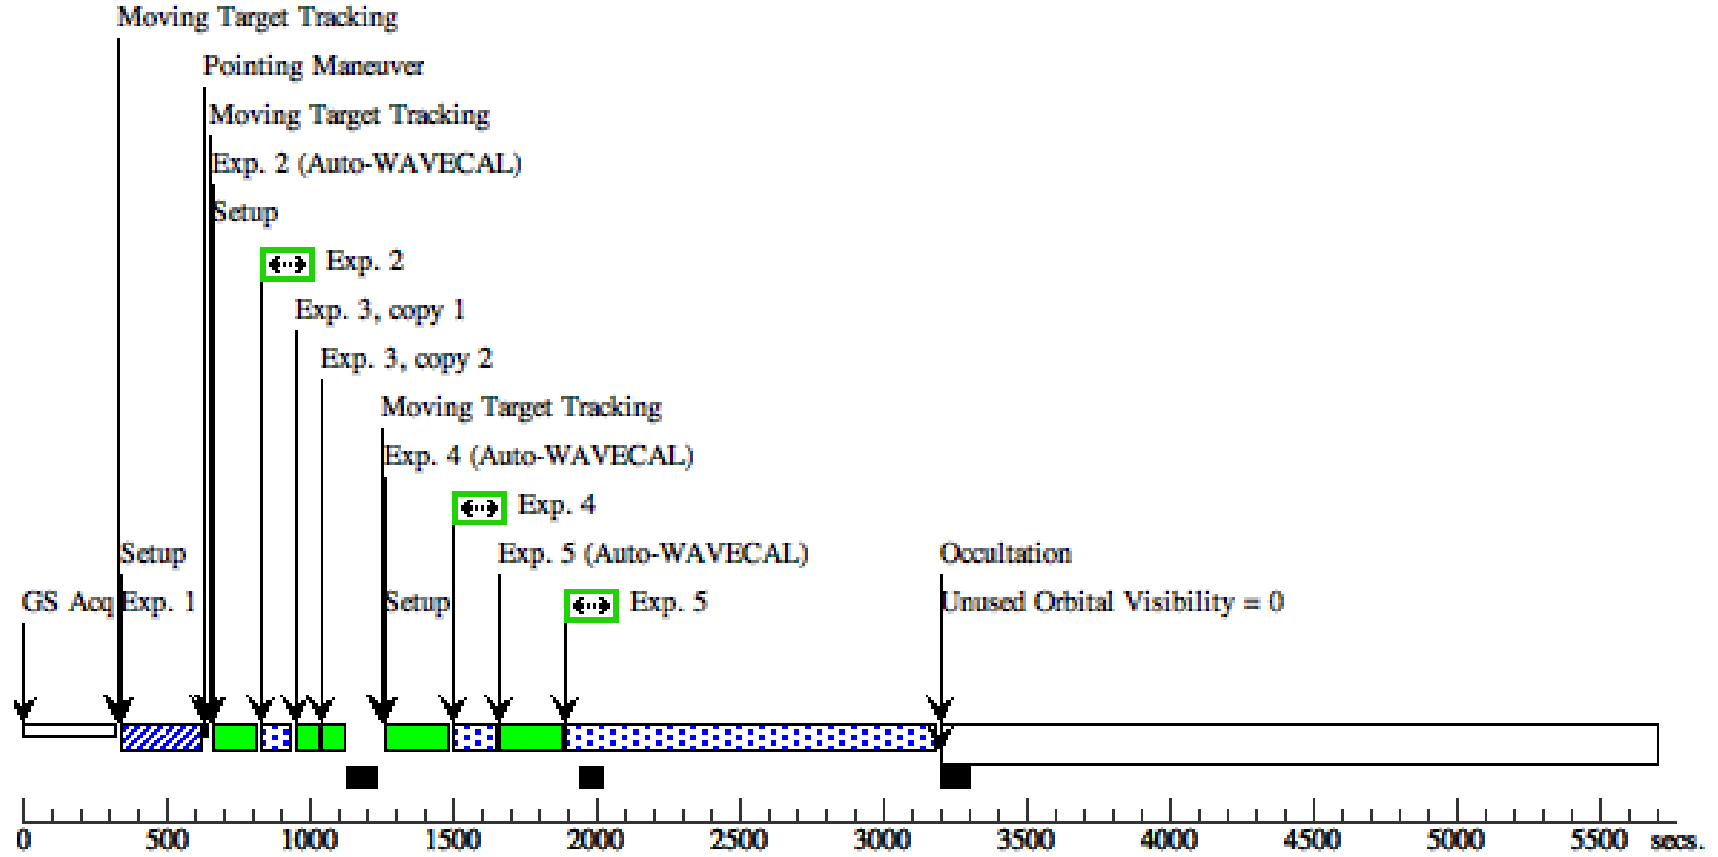 Moving Target Tracking
Pointing Maneuver
Moving Target Tracking
Exp. 2 (Auto-WAVECAL)
Setup
Exp. 2
Exp. 3, copy 1
Exp. 3, copy 2
Moving Target Tracking
Exp. 4 (Auto-WAVECAL)
Exp. 4
Setup
Exp. 5 (Auto-WAVECAL)
Occultation
GS Acq
Exp. 1
Setup
Exp. 5
Unused Orbital Visibility = 0
0 500 1000 1500 2000 2500 3000 3500 4000 4500 5000 5500 secs.